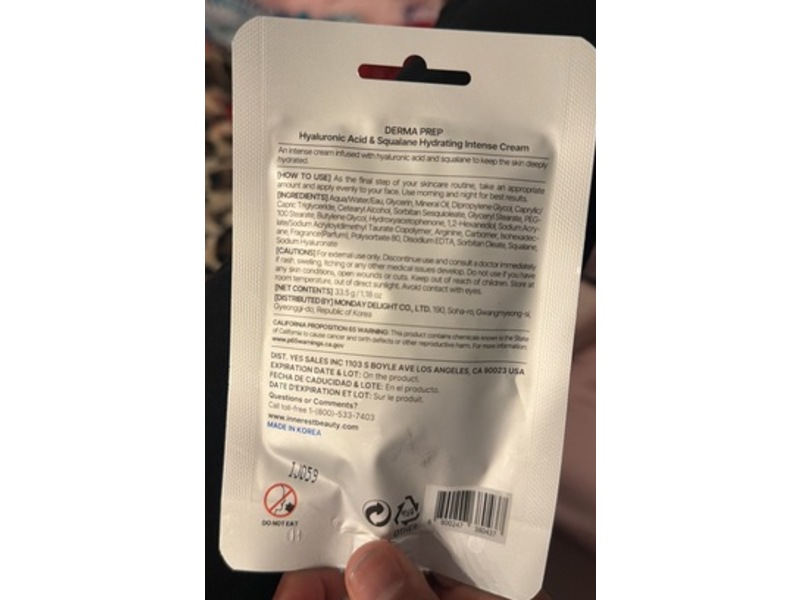 DERMA PREP
Hyaluronic Acid & Squalane Hydrating Intense Cream
An intense cream infused with hyaluronic acid and squalane to keep the skin deeply
hydrated.
[HOW TO USE] As the final step of your skincare routine, take an appropriate
amount and apply evenly to your face. Use morning and night for best results.
[INGREDIENTS] Aqua/Water/Eau, Glycerin, Mineral Oil, Dipropylene Glycol, Caprylic/
Capric Triglyceride, Cetearyl Alcohol, Sorbitan Sesquioleate, Glyceryl Stearate, PEG-
100 Stearate, Butylene Glycol, Hydroxyacetophenone, 1,2-Hexanediol, Sodium Acry-
late/Sodium Acryloyldimethyl Taurate Copolymer, Arginine, Carbomer, Isohexadec-
ane, Fragrance(Parfum), Polysorbate 80, Disodium EDTA, Sorbitan Oleate, Squalane,
Sodium Hyaluronate
[CAUTIONS] For external use only. Discontinue use and consult a doctor immediately
if rash, swelling, itching or any other medical issues develop. Do not use if you have
any skin conditions, open wounds or cuts. Keep out of reach of children. Store at
room temperature, out of direct sunlight. Avoid contact with eyes.
[NET CONTENTS] 33.5 g / 1.18 oz
[DISTRIBUTED BY] MONDAY DELIGHT CO., LTD. 190, Soha-ro, Gwangmyeong-si,
Gyeonggi-do, Republic of Korea
CALIFORNIA PROPOSITION 65 WARNING: This product contains chemicals known to the State
of California to cause cancer and birth defects or other reproductive harm. For more information:
www.p65warnings.ca.gov
DIST. YES SALES INC 1103 S BOYLE AVE LOS ANGELES, CA 90023 USA
EXPIRATION DATE & LOT: On the product.
FECHA DE CADUCIDAD & LOTE: En el producto.
DATE D'EXPIRATION ET LOT: Sur le produit.
Questions or Comments?
Call toll-free 1-(800)-533-7403
www.innerestbeauty.com
MADE IN KOREA
IJ059
DO NOT EAT
OTHER
8 800247 380437